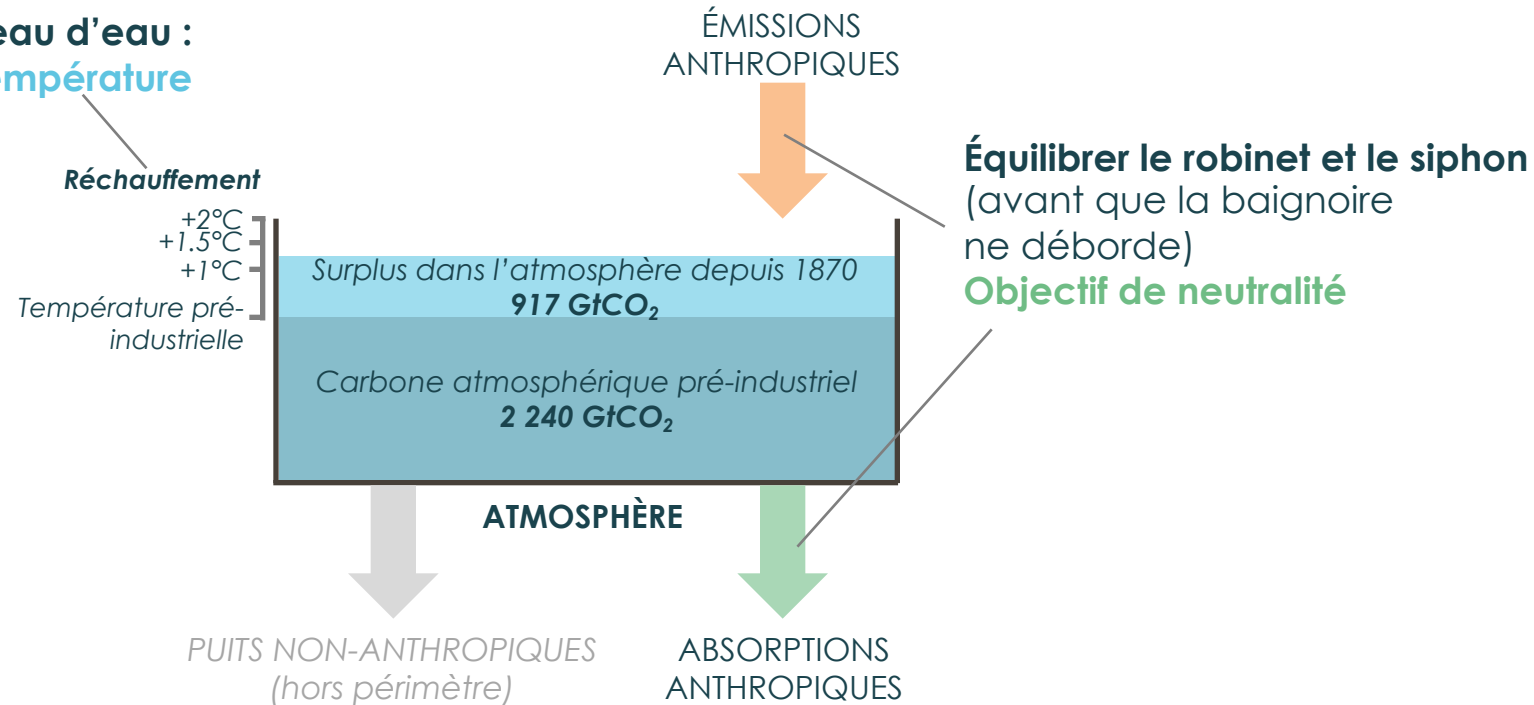 eau d'eau :
empérature
ÉMISSIONS
ANTHROPIQUES
Réchauffement
+2°C
+1.5°C
+1°C
Température pré-
industrielle
Surplus dans l'atmosphère depuis 1870
917 GtCO₂
Carbone atmosphérique pré-industriel
2 240 GtCO₂
Équilibrer le robinet et le siphon
(avant que la baignoire
ne déborde)
Objectif de neutralité
ATMOSPHÈRE
PUITS NON-ANTHROPIQUES
(hors périmètre)
ABSORPTIONS
ANTHROPIQUES